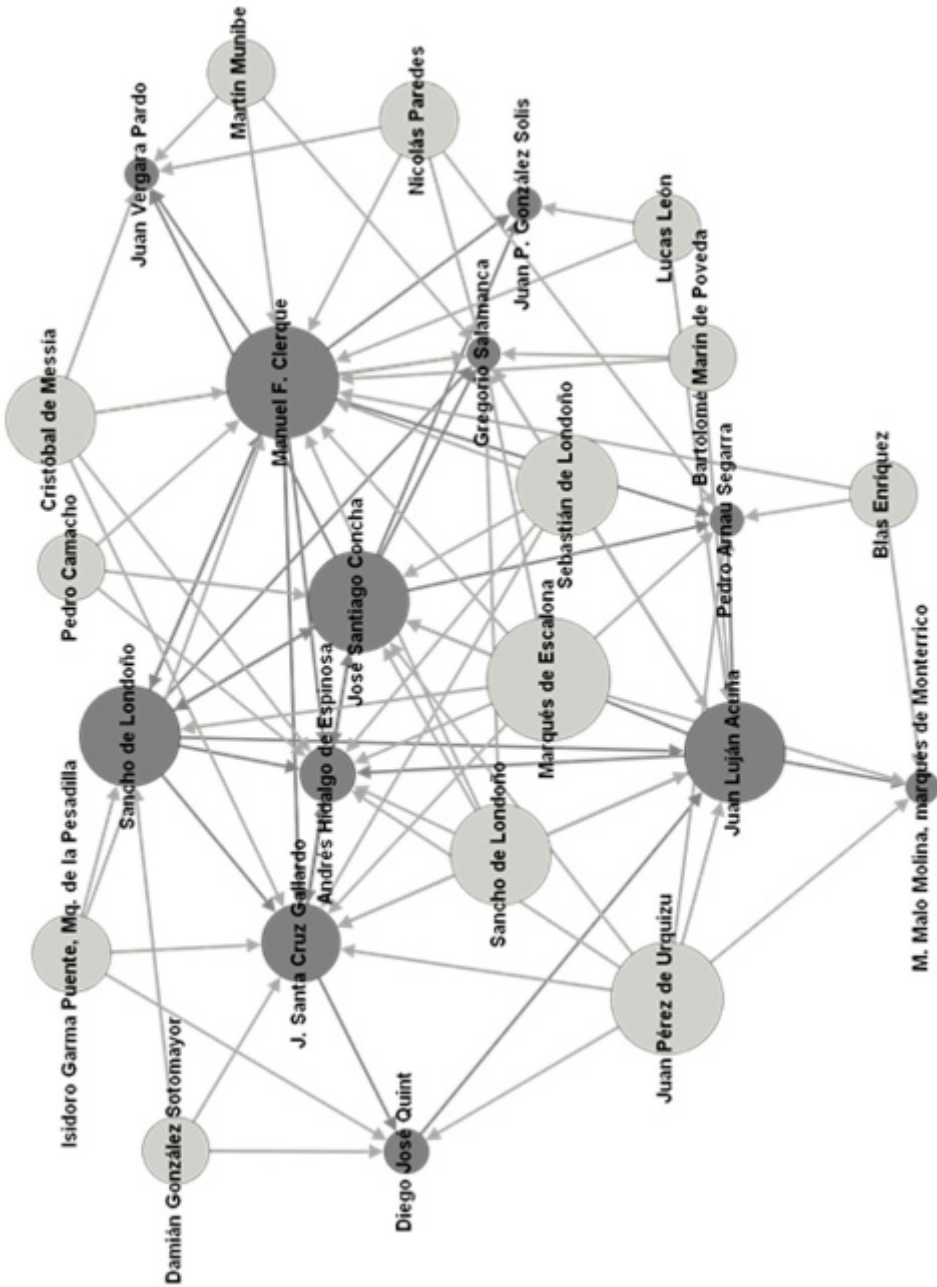 Cristóbal de Messia
Isidoro Garma Puente, Mq. de la Pesadilla
Pedro Camacho
Sancho de Londoño
Juan Vergara Pardo
Damián González Sotomayor
Martín Munibe
Manuel F. Clerque
J. Santa Cruz Gallardo
Andrés Hidalgo de Espinosa
José Santiago Concha
Diego José Quint
Nicolás Paredes
Gregorio Salamanca
Sancho de Londoño
Juan P. González Solis
Marqués de Escalona
Sebastián de Londoño
Juan Pérez de Urquizu
Lucas León
Bartolomé Marín de Poveda
Pedro Arnau Segarra
Juan Luján Acuña
Blas Enríquez
M. Malo Molina, marqués de Monterrico